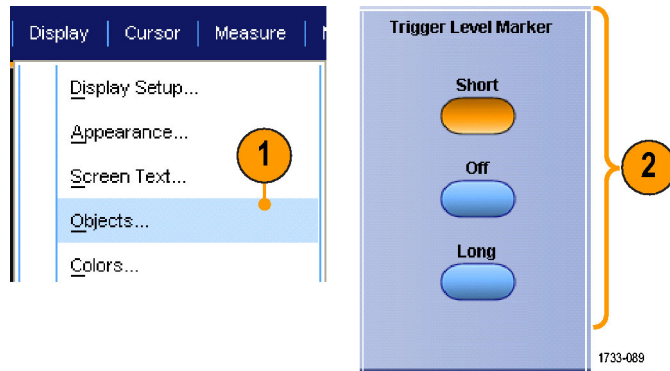 Display Cursor Measure
Display Setup...
Appearance...
Screen Text...
Objects...
Colors...
1
Trigger Level Marker
Short
Off
Long
2
1733-089